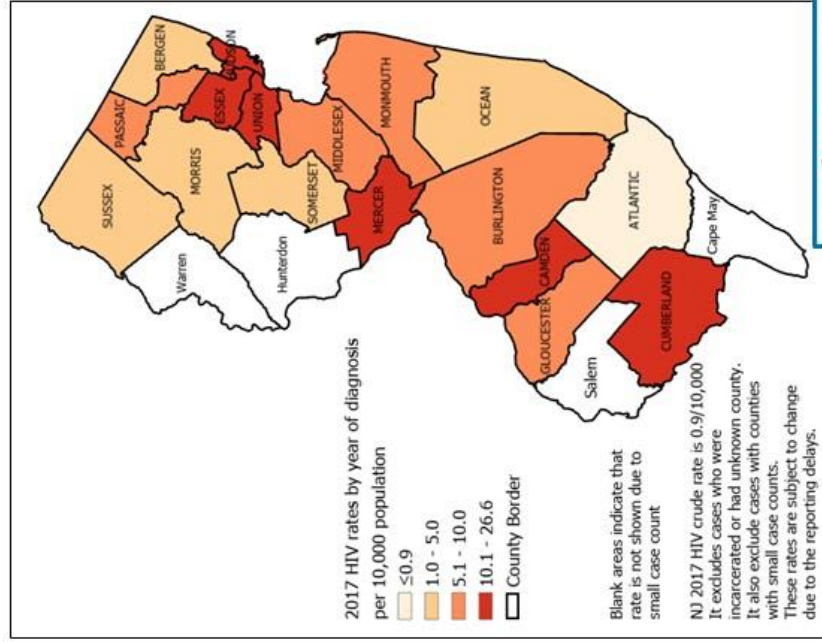 BERGEN
PASSAIC
HUDSON
ESSEX
UNION
SUSSEX
MORRIS
Warren
SOMERSET
MIDDLESEX
Hunterdon
MONMOUTH
MERCER
OCEAN
BURLINGTON
CAMDEN
GLOUCESTER
ATLANTIC
Salem
CUMBERLAND
Cape May
2017 HIV rates by year of diagnosis
per 10,000 population
≤0.9
1.0 - 5.0
5.1 - 10.0
10.1 - 26.6
County Border
Blank areas indicate that
rate is not shown due to
small case count
NJ 2017 HIV crude rate is 0.9/10,000
It excludes cases who were
incarcerated or had unknown county.
It also exclude cases with counties
with small case counts.
These rates are subject to change
due to the reporting delays.